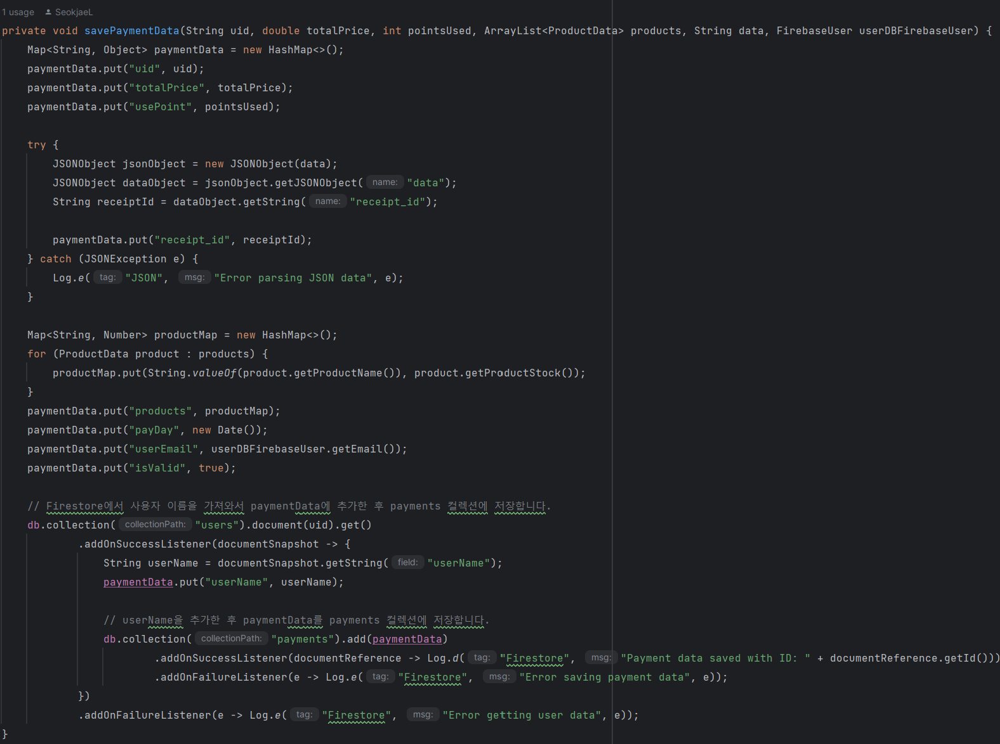 1 usage SeokjaeL
private void savePaymentData(String uid, double totalPrice, int pointsUsed, ArrayList<ProductData> products, String data, FirebaseUser userDBFirebaseUser) {
Map<String, Object> paymentData = new HashMap<>();
paymentData.put("uid", uid);
paymentData.put("totalPrice", totalPrice);
paymentData.put("usePoint", pointsUsed);
try {
JSONObject jsonObject = new JSONObject(data);
JSONObject dataObject = jsonObject.getJSONObject( name: "data");
String receiptId = dataObject.getString( name: "receipt_id");
paymentData.put("receipt_id", receiptId);
} catch (JSONException e) {
Log.e( tag: "JSON", msg: "Error parsing JSON data", e);
}
Map<String, Number> productMap = new HashMap<>();
for (ProductData product : products) {
productMap.put(String.valueOf(product.getProductName()), product.getProductStock());
}
paymentData.put("products", productMap);
paymentData.put("payDay", new Date());
paymentData.put("userEmail", userDBFirebaseUser.getEmail());
paymentData.put("isValid", true);
// Firestore에서 사용자 이름을 가져와서 paymentData에 추가한 후 payments 컬렉션에 저장합니다.
db.collection( collectionPath: "users").document(uid).get()
.addOnSuccessListener(documentSnapshot -> {
String userName = documentSnapshot.getString( field: "userName");
paymentData.put("userName", userName);
// userName을 추가한 후 paymentData를 payments 컬렉션에 저장합니다.
db.collection( collectionPath: "payments").add(paymentData)
.addOnSuccessListener(documentReference -> Log.d( tag: "Firestore", msg: "Payment data saved with ID: " + documentReference.getId()))
.addOnFailureListener(e -> Log.e( tag: "Firestore", msg: "Error saving payment data", e));
})
.addOnFailureListener(e -> Log.e( tag: "Firestore", msg: "Error getting user data", e));
}